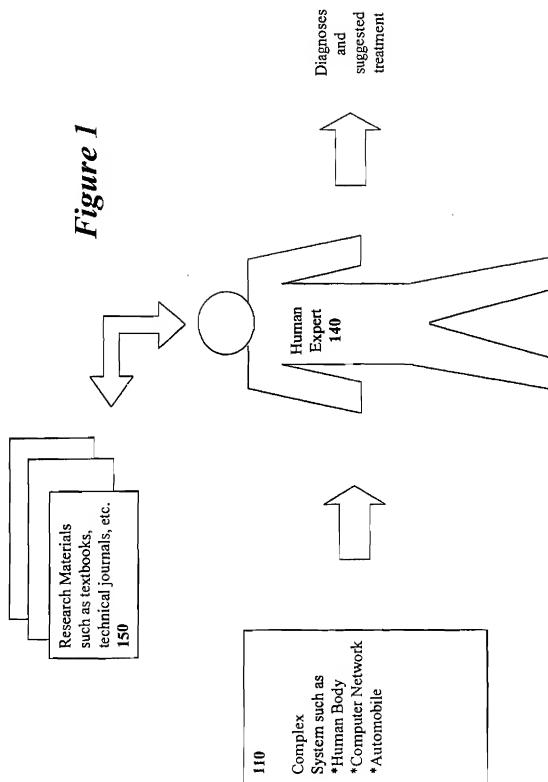 Figure 1
Research Materials
such as textbooks,
technical journals, etc.
150
110
Complex
System such as
*Human Body
*Computer Network
*Automobile
Human
Expert
140
Diagnoses
and
suggested
treatment